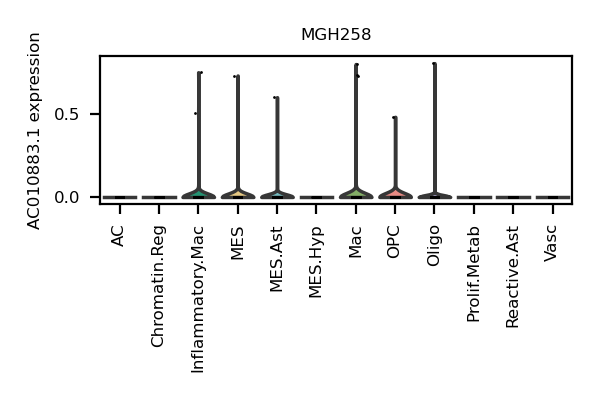 MGH258
AC010883.1 expression
0.5
0.0
AC
Chromatin.Reg
Inflammatory.Mac
MES
MES.Ast
MES.Hyp
Mac
OPC
Oligo
Prolif.Metab
Reactive.Ast
Vasc